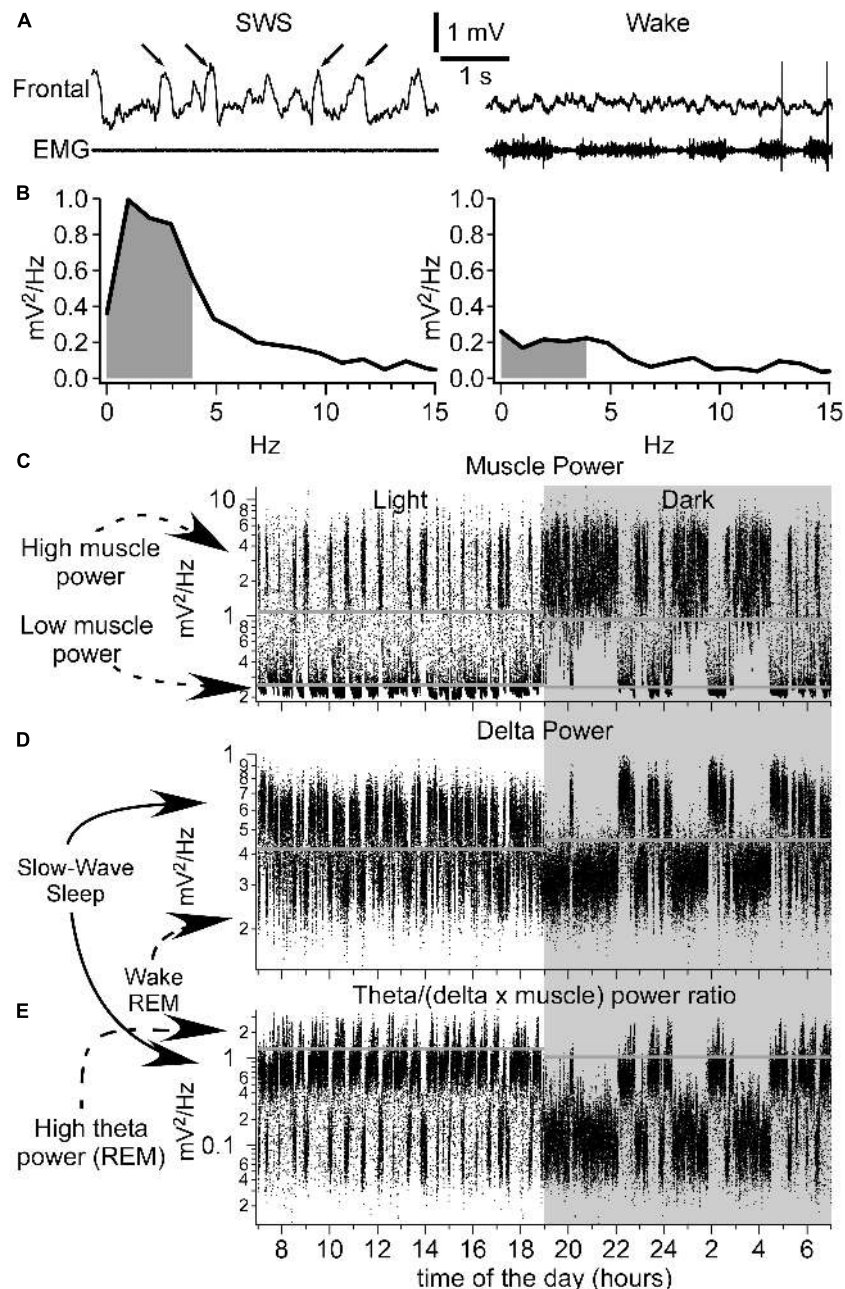 A
SWS
1 mV
1 s
Wake
Frontal
EMG
B
1.0
0.8
0.6
0.4
0.2
0.0
mV²/Hz
0 5 10 15
Hz
1.0
0.8
0.6
0.4
0.2
0.0
mV²/Hz
0 5 10 15
Hz
C
Muscle Power
Light
Dark
High muscle
power
Low muscle
power
mV²/Hz
10
8
6
4
2
1
8
6
4
2
D
Delta Power
Slow-Wave
Sleep
Wake
REM
mV²/Hz
1
9
8
7
6
5
4
3
2
E
Theta/(delta x muscle) power ratio
High theta
power (REM)
mV²/Hz
2
1
8
6
4
2
0.1
8
6
4
2
8 10 12 14 16 18 20 22 24 2 4 6
time of the day (hours)